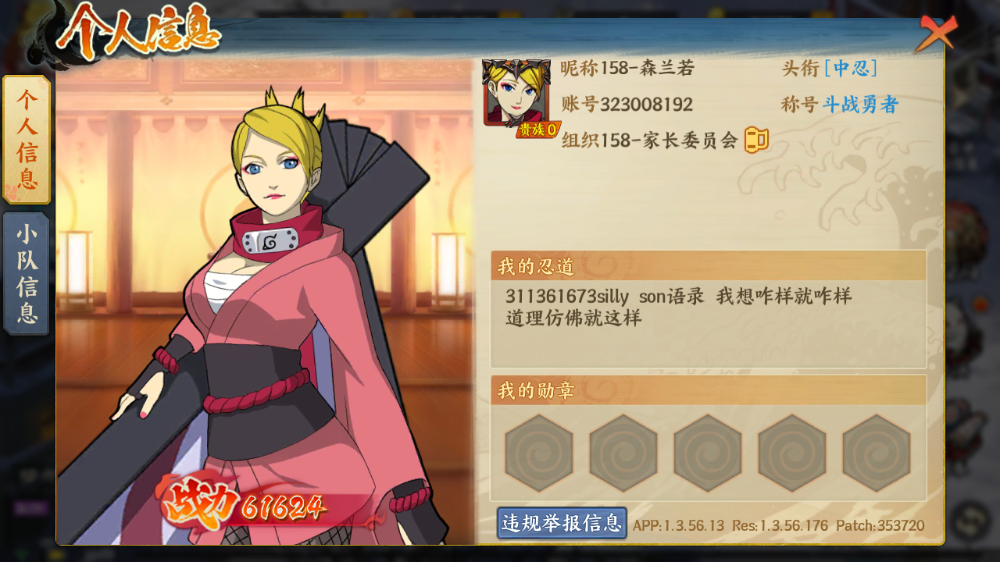 个人信息
个人信息
小队信息
昵称158-森兰若
头衔[中忍]
账号323008192
称号 斗战勇者
贵族0
组织158-家长委员会
我的忍道
311361673silly son语录 我想咋样就咋样
道理仿佛就这样
我的勋章
战力 61624
违规举报信息 APP:1.3.56.13 Res:1.3.56.176 Patch:353720